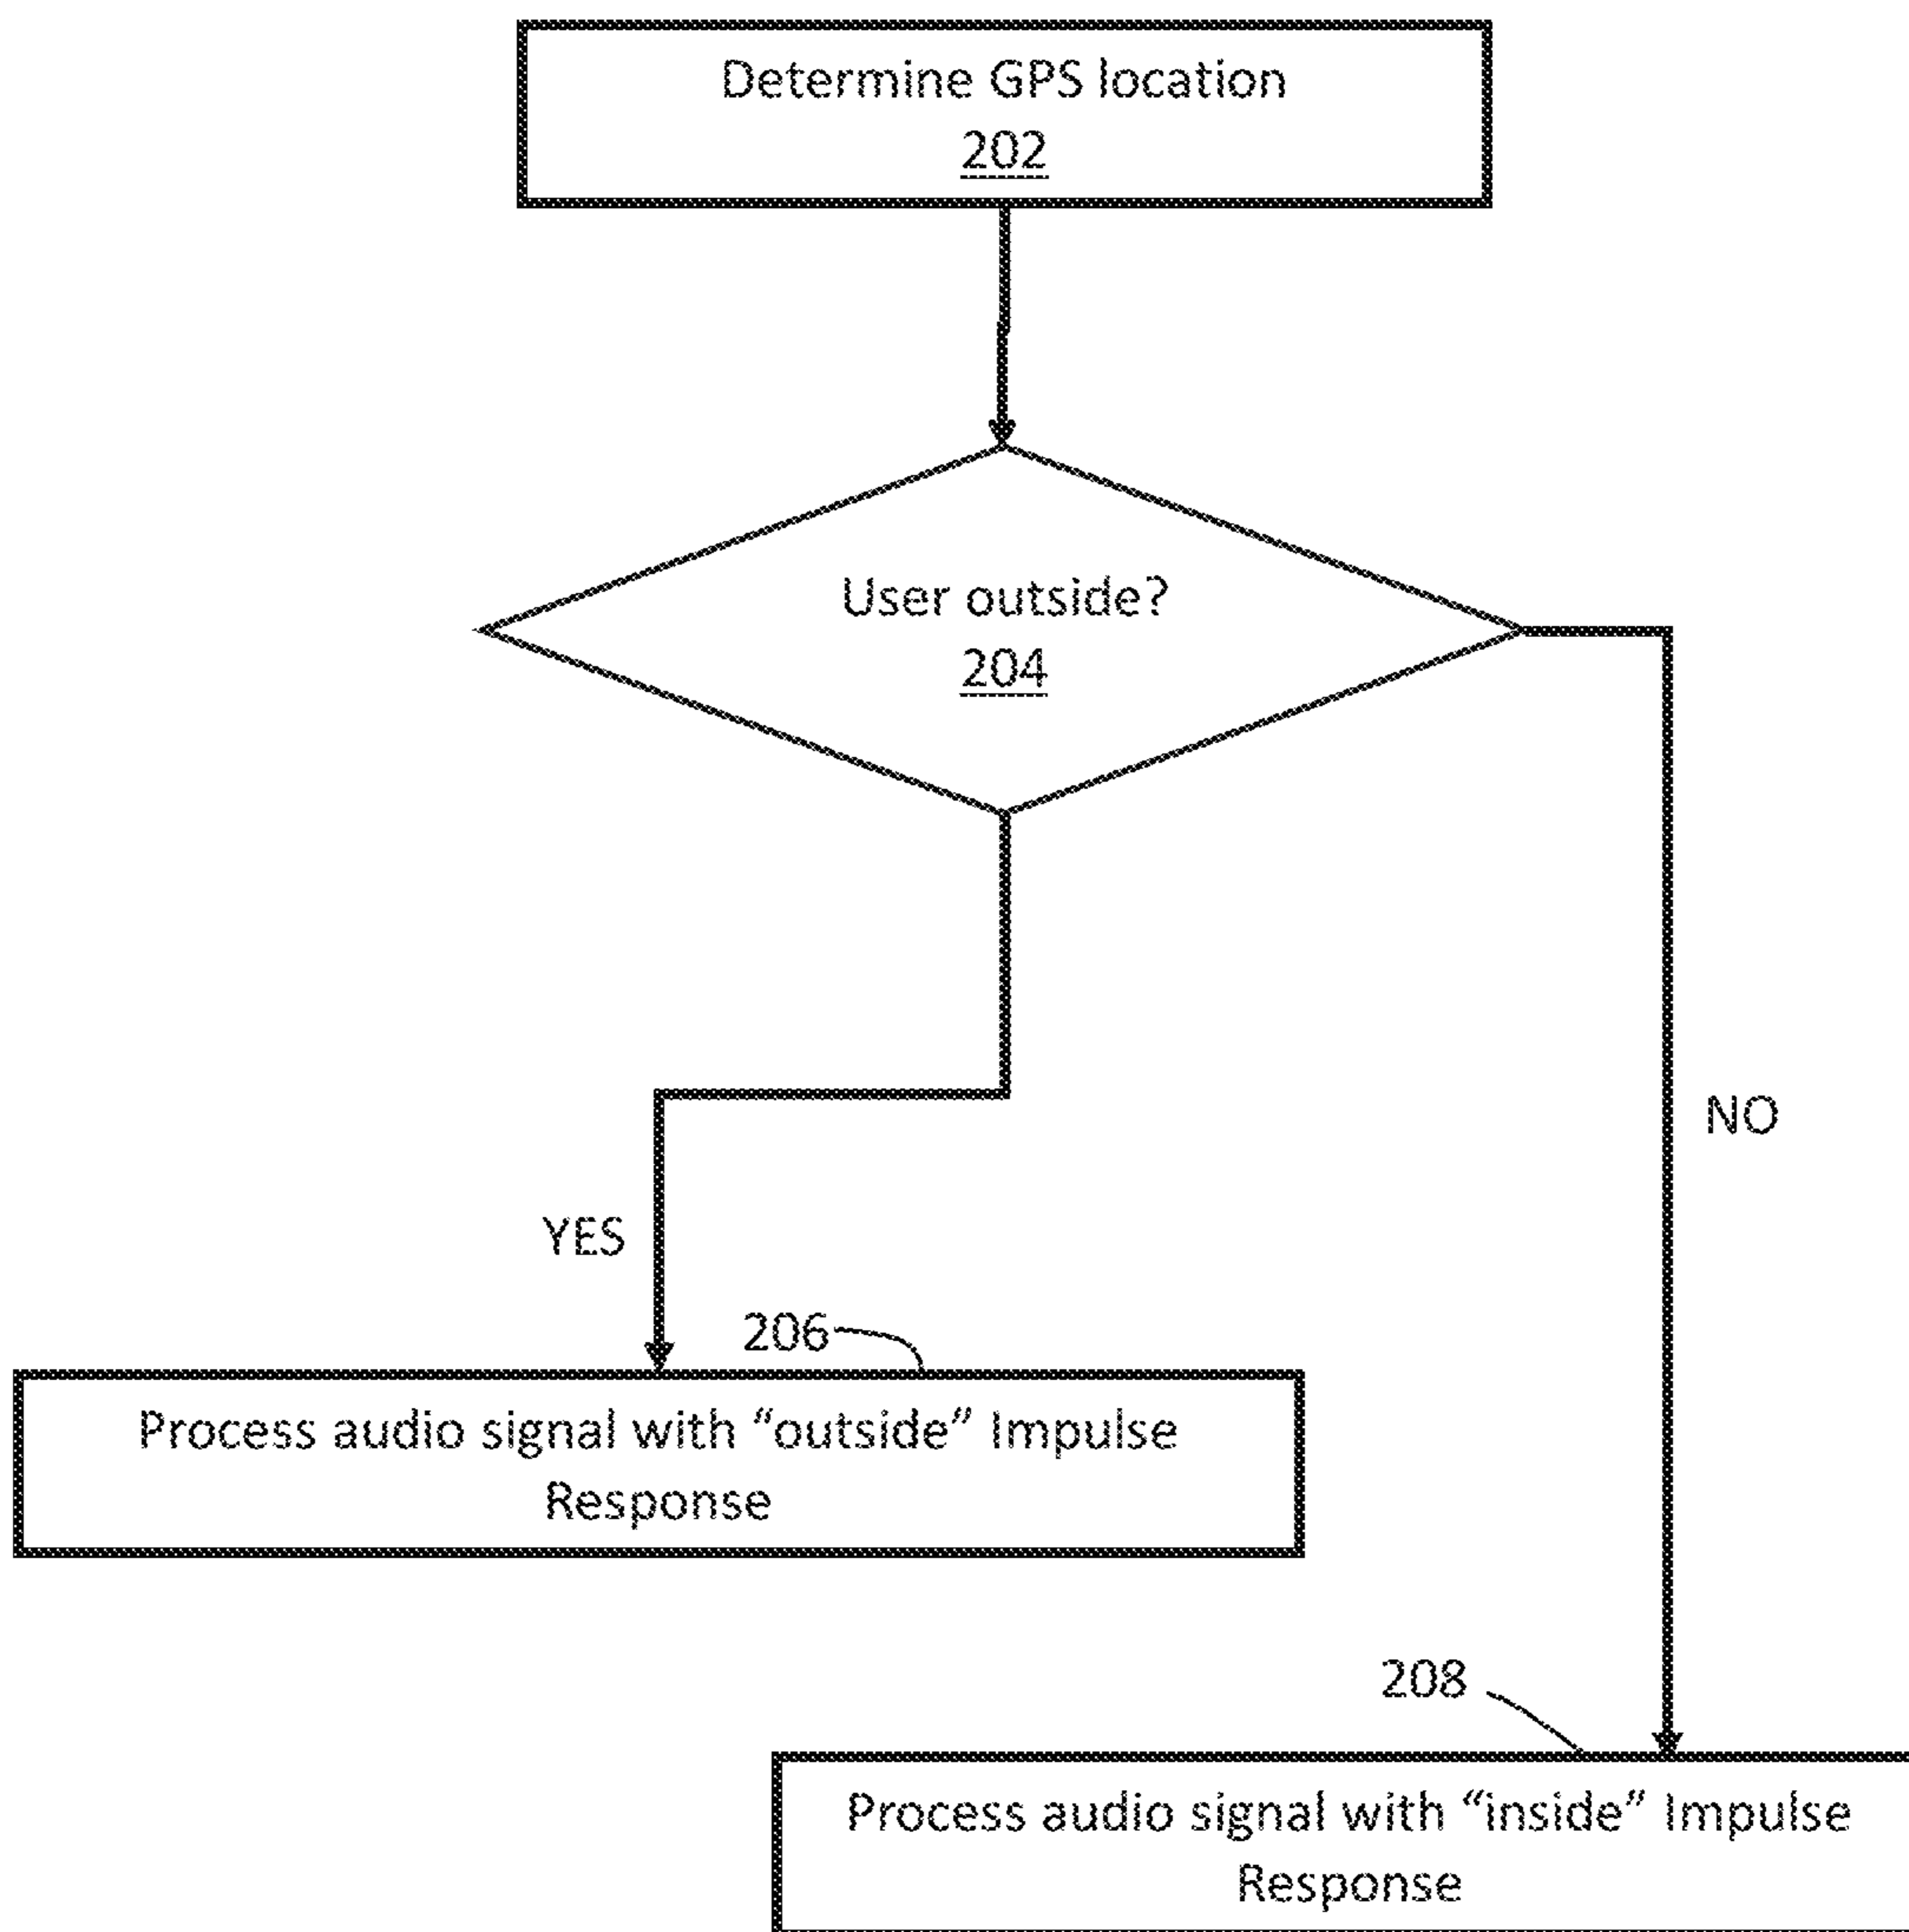 Determine GPS location
202
User outside?
204
NO
YES
206
Process audio signal with “outside” Impulse
Response
208
Process audio signal with “inside” Impulse
Response